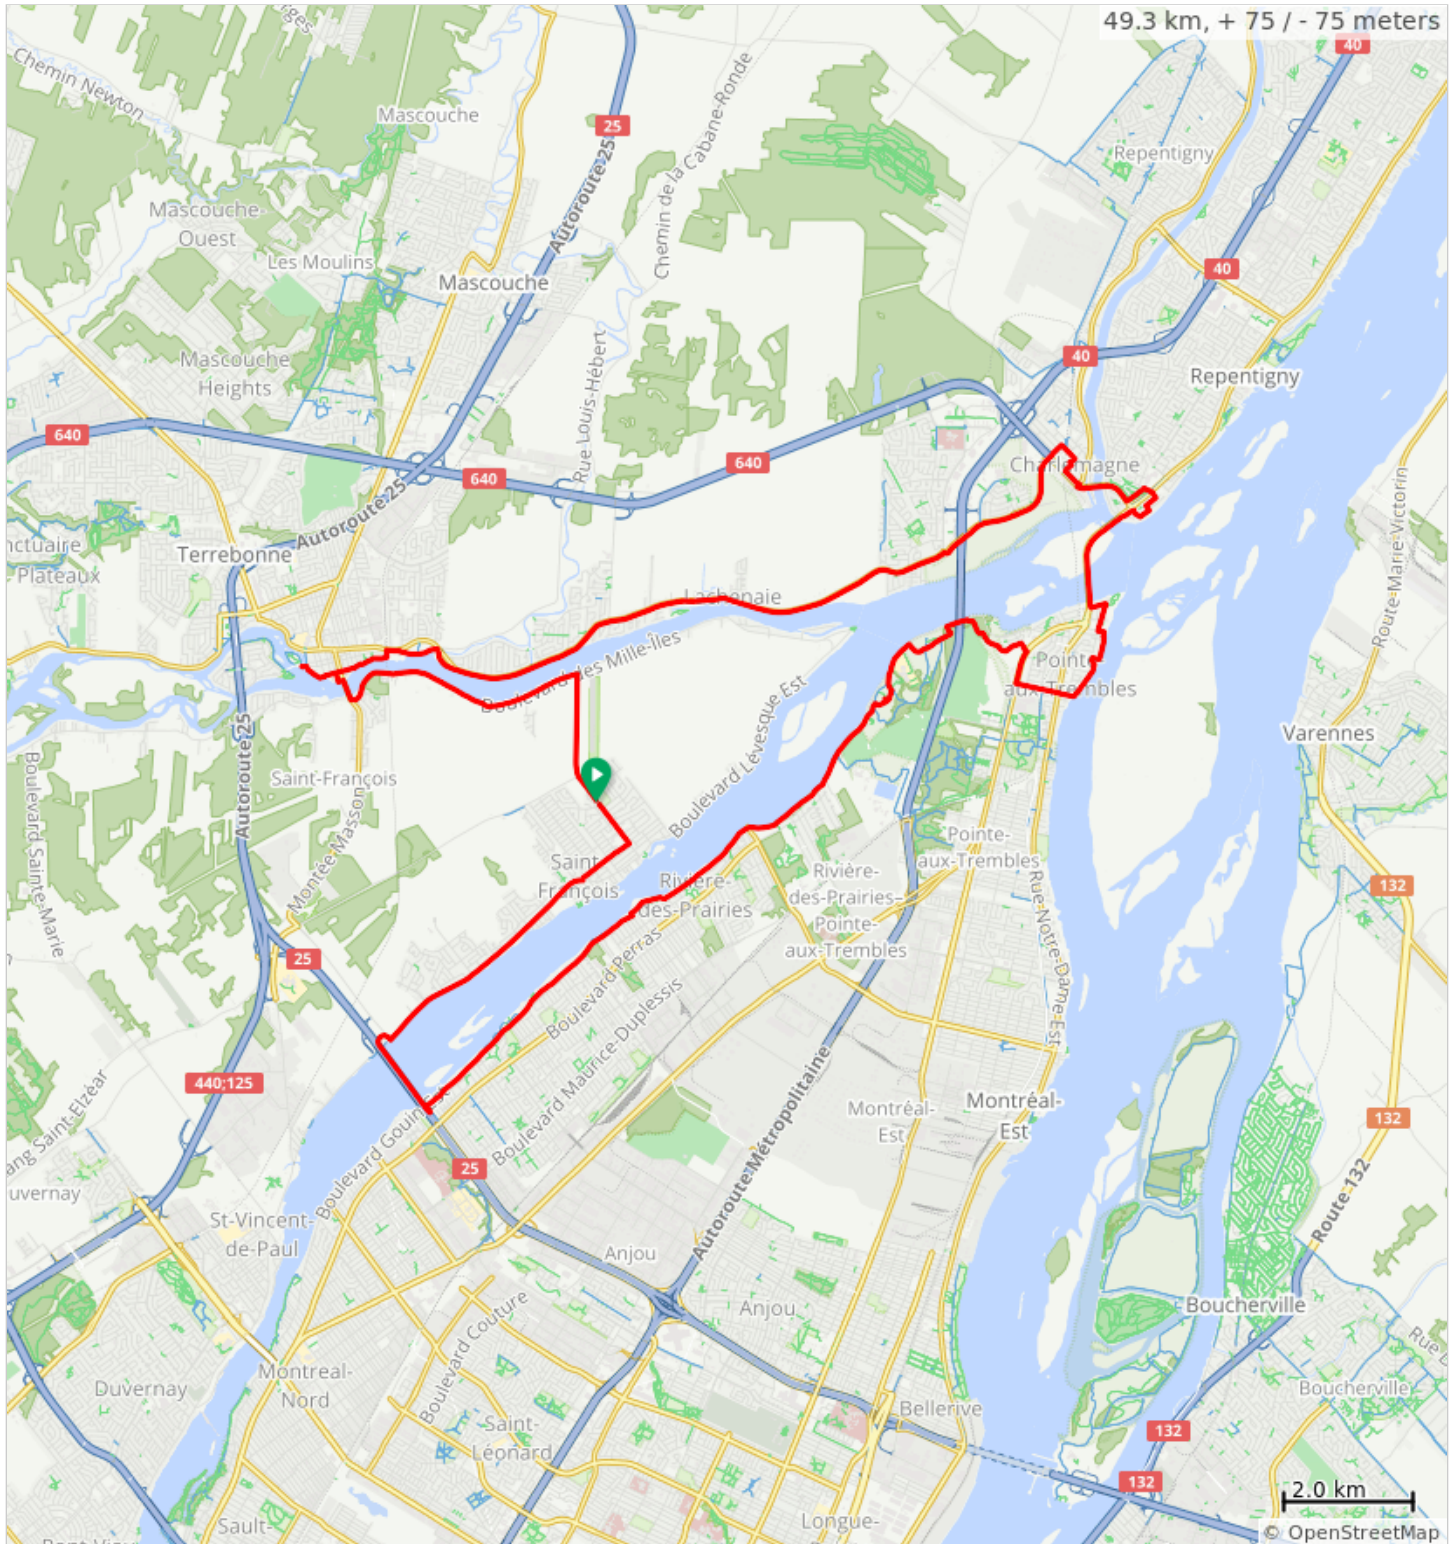 49.3 km, + 75 / - 75 meters
40
Chemin Newton
Mascouche
25
Autoroute 25
Chemin de la Cabane-Ronde
Repentigny
Mascouche-
Ouest
Les Moulins
Mascouche
40
Mascouche
Heights
Rue Louis-Hébert
40
Repentigny
640
640
640
Charlemagne
Autoroute 25
Terrebonne
Plateaux
Lachenaie
Boulevard des Mille-Îles
Route-Marie-Victorin
Pointe-
aux-Trembles
Boulevard Lévesque Est
Varennes
Autoroute 25
Saint-François
Boulevard Sainte-Marie
Montée Masson
Saint-
François
Pointe-
aux-Trembles
Rivière-
des-Prairies
Rivière-
des-Prairies–
Pointe-
aux-Trembles
132
Rue Notre-Dame Est
25
Boulevard Perras
Boulevard Maurice-Duplessis
440;125
Boulevard Gouin Est
Autoroute Métropolitaine
Montréal-
Est
Montréal-
Est
132
25
Route 132
St-Vincent-
de-Paul
Anjou
Anjou
Boucherville
Boulevard Couture
Montreal-
Nord
Duvernay
Boucherville
Bellerive
Saint-
Léonard
132
132
2.0 km
Sault-
Longue-
© OpenStreetMap